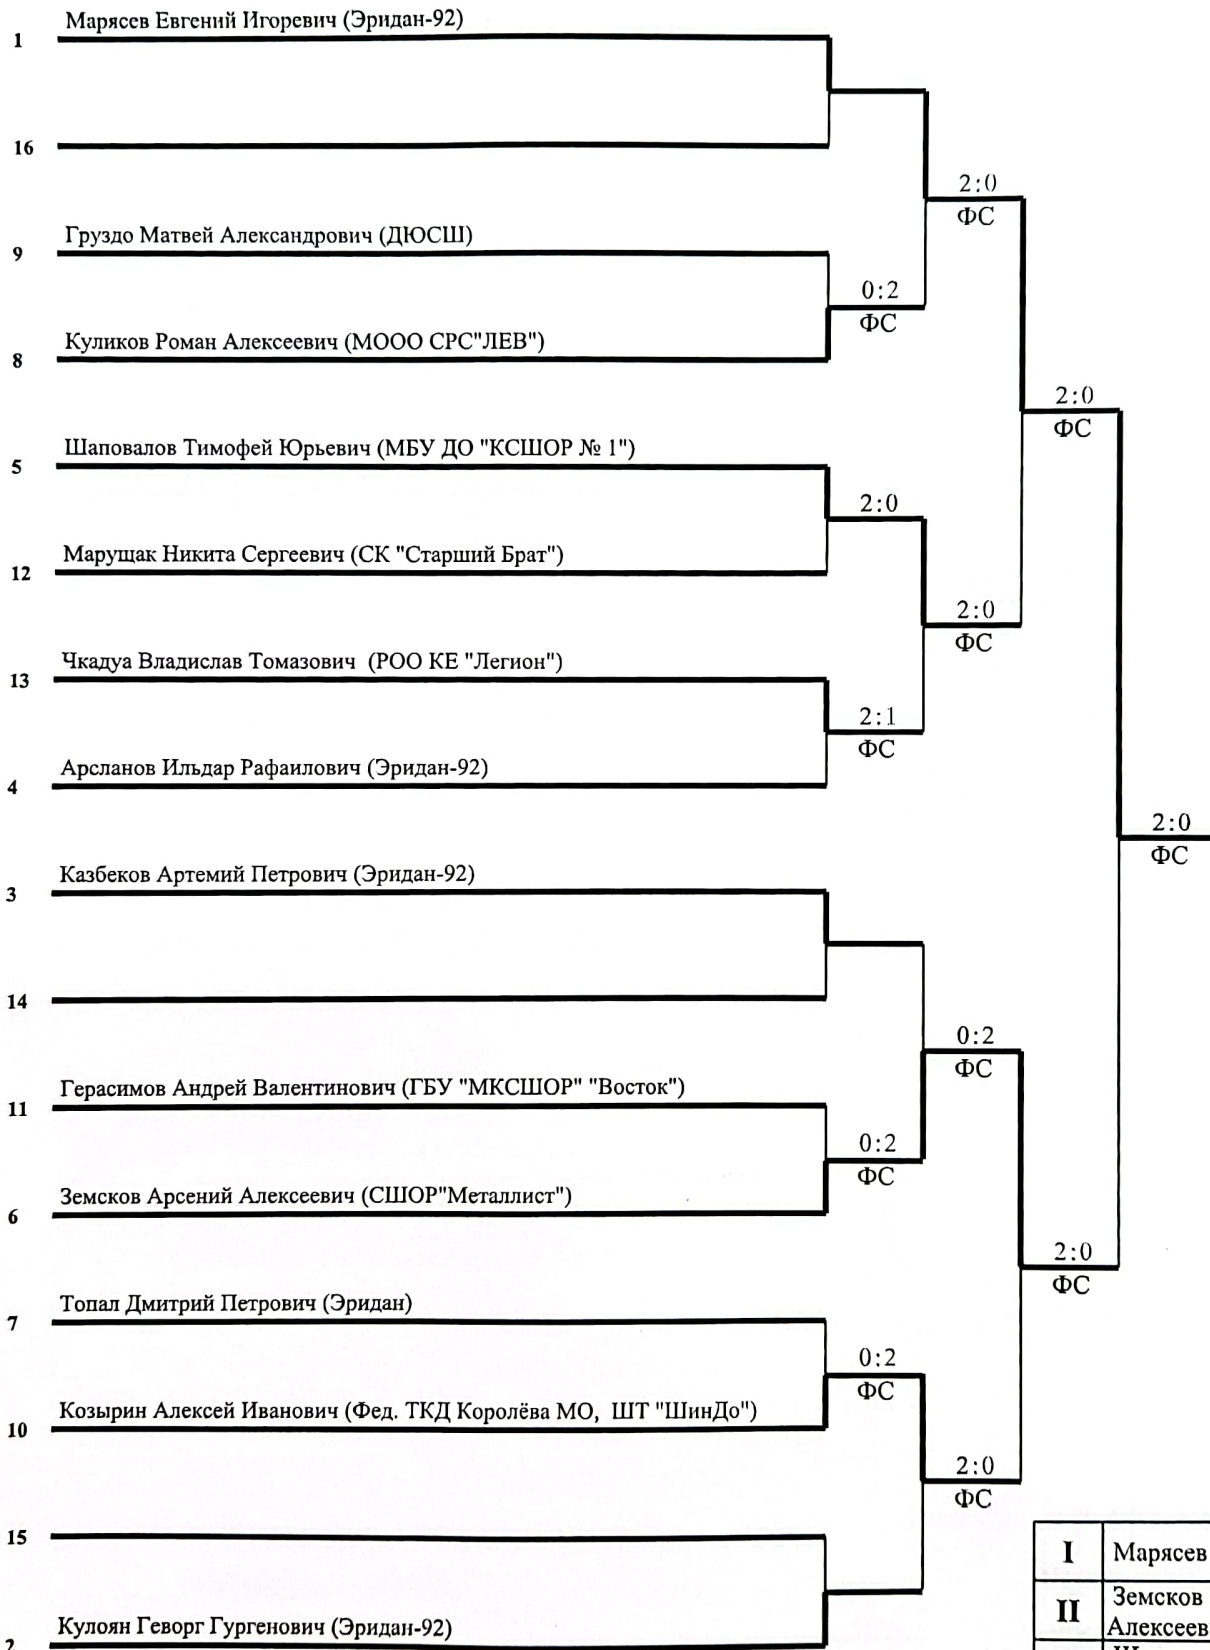 Марясев Евгений Игоревич (Эридан-92)
1
16
2:0
ФС
Груздо Матвей Александрович (ДЮСШ)
9
0:2
ФС
Куликов Роман Алексеевич (МООО СРС"ЛЕВ")
8
2:0
ФС
Шаповалов Тимофей Юрьевич (МБУ ДО "КСШОР № 1")
5
2:0
Марущак Никита Сергеевич (СК "Старший Брат")
12
2:0
ФС
Чкадуа Владислав Томазович (РОО КЕ "Легион")
13
2:1
ФС
Арсланов Ильдар Рафаилович (Эридан-92)
4
2:0
ФС
Казбеков Артемий Петрович (Эридан-92)
3
14
0:2
ФС
Герасимов Андрей Валентинович (ГБУ "МКСШОР" "Восток")
11
0:2
ФС
Земсков Арсений Алексеевич (СШОР"Металлист")
6
2:0
ФС
Топал Дмитрий Петрович (Эридан)
7
0:2
ФС
Козырин Алексей Иванович (Фед. ТКД Королёва МО, ШТ "ШинДо")
10
2:0
ФС
15
I Марясев
II Земсков
Алексеев
Кулоян Геворг Гургенович (Эридан-92)
2